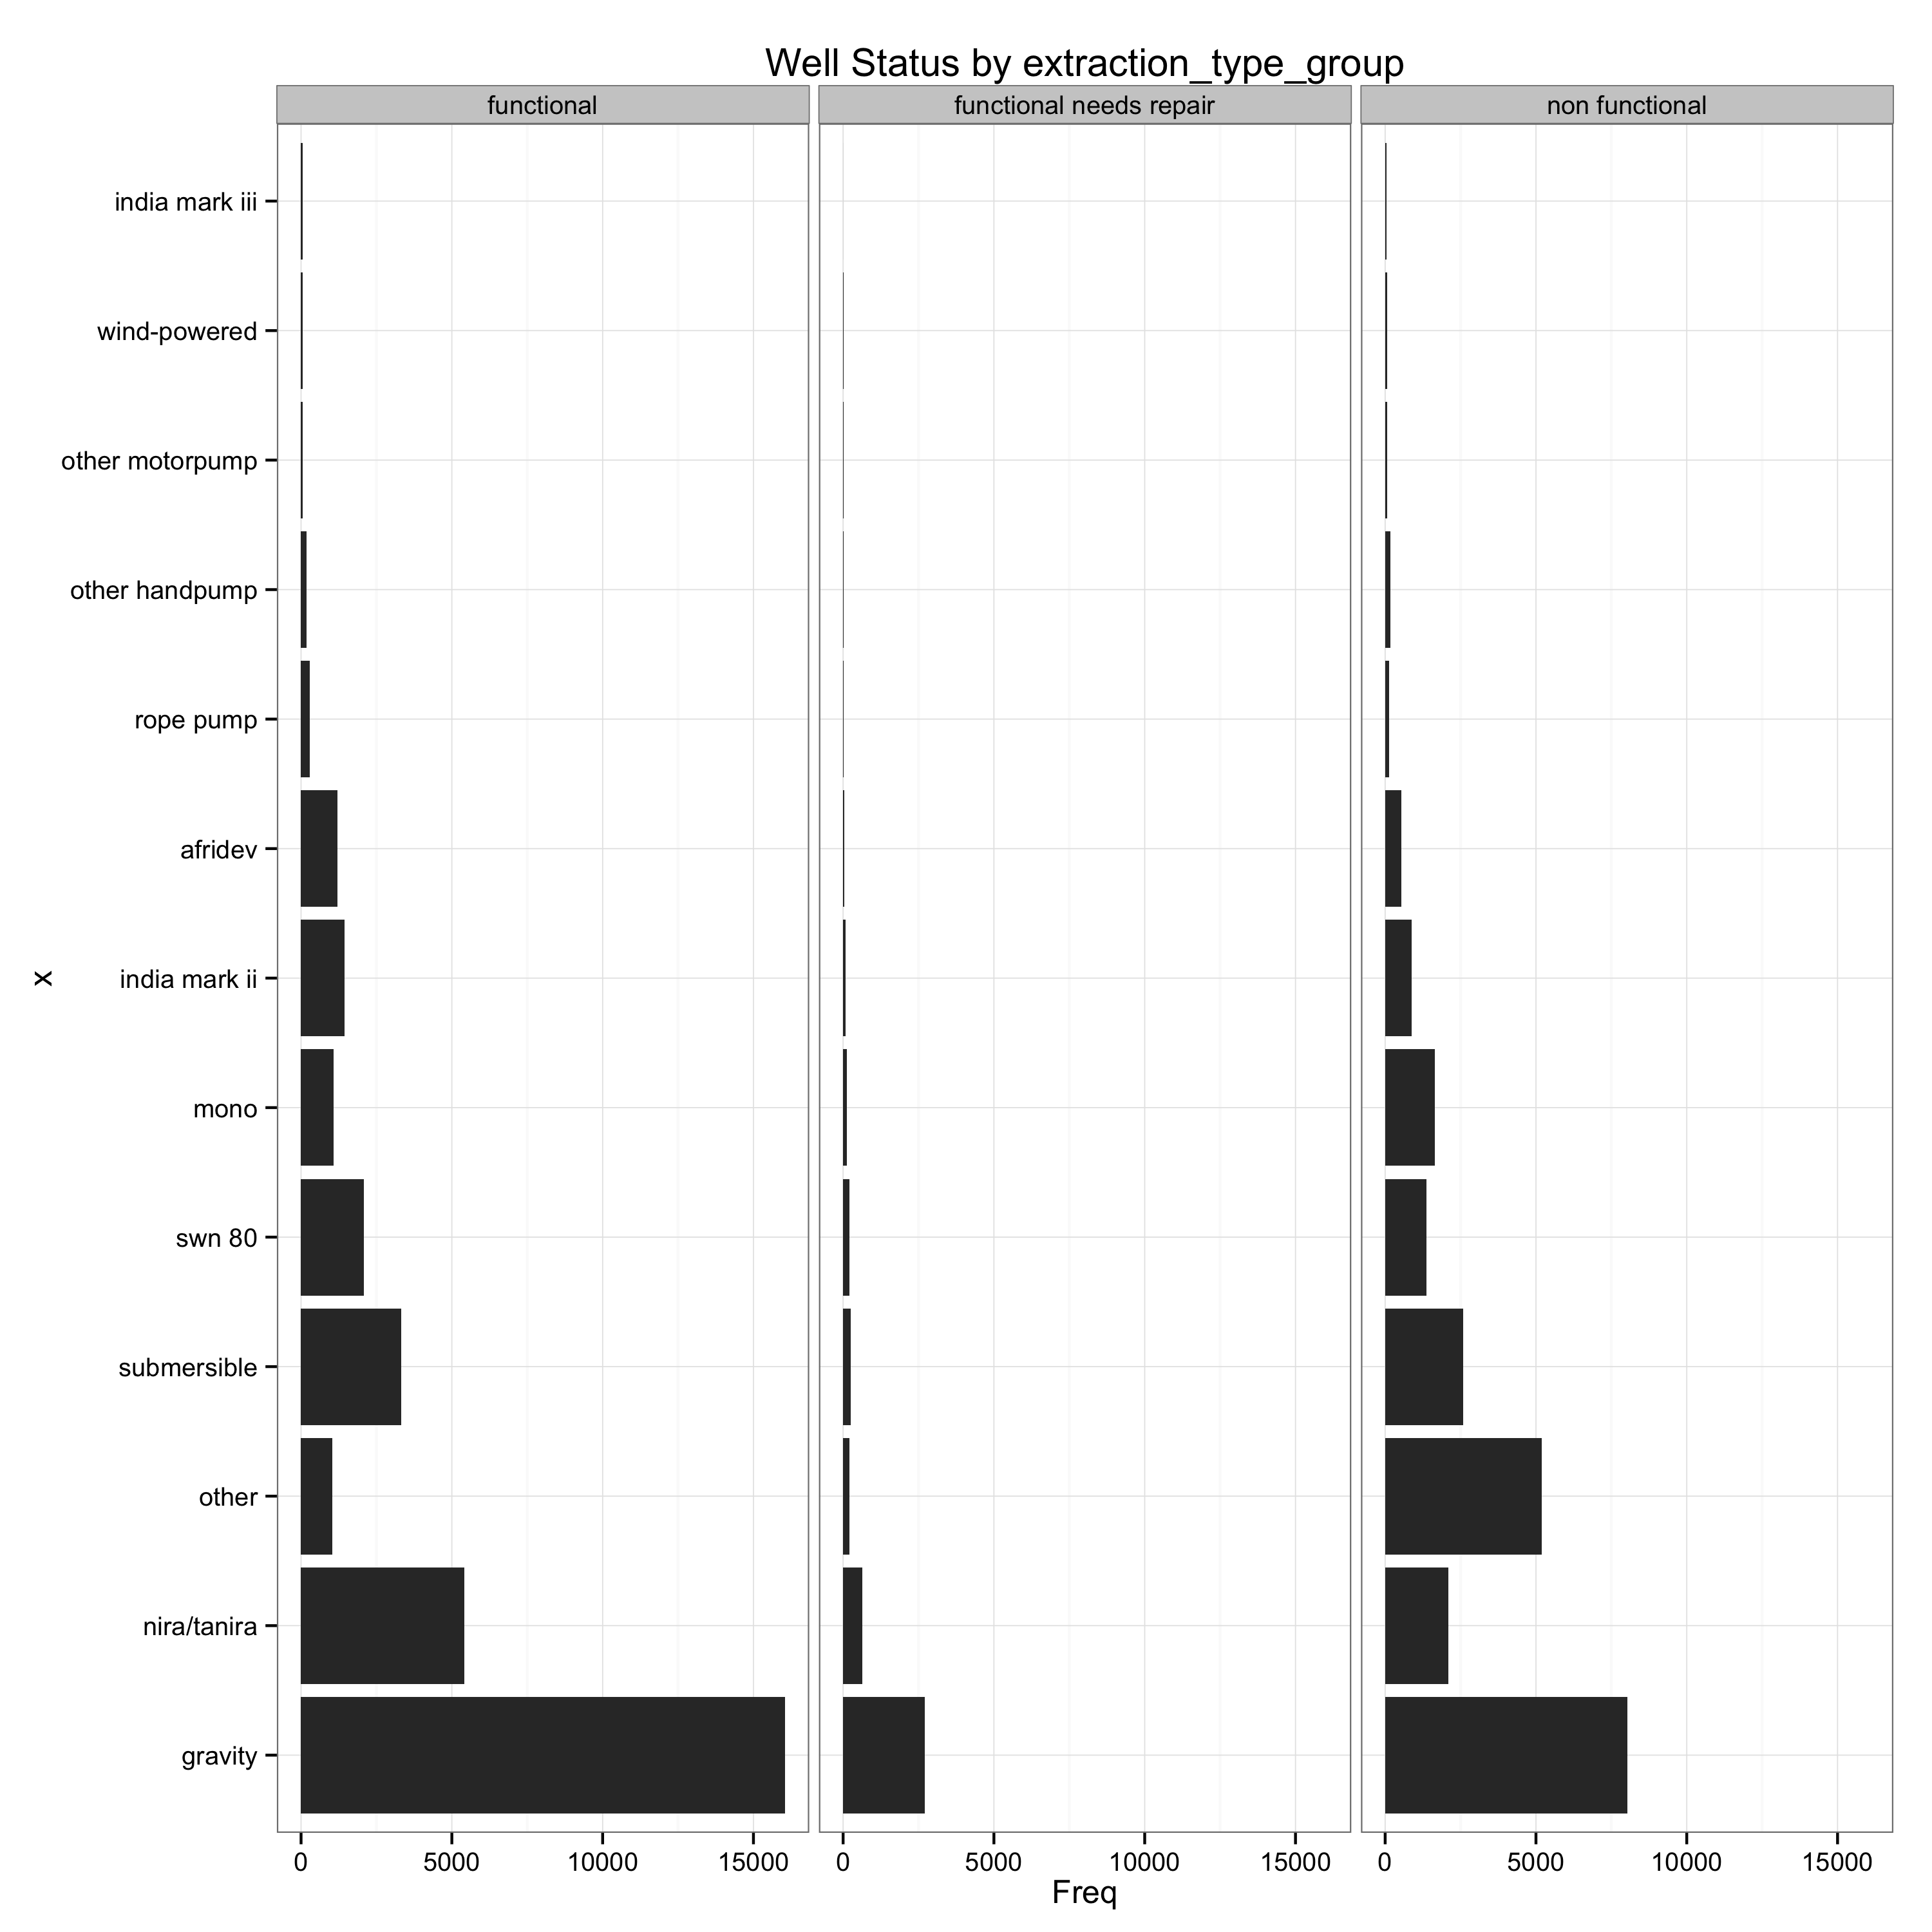 Well Status by extraction_type_group
functional
functional needs repair
non functional
india mark iii
wind-powered
other motorpump
other handpump
rope pump
afridev
india mark ii
x
mono
swn 80
submersible
other
nira/tanira
gravity
0 5000 10000 15000
0 5000 10000 15000
0 5000 10000 15000
Freq